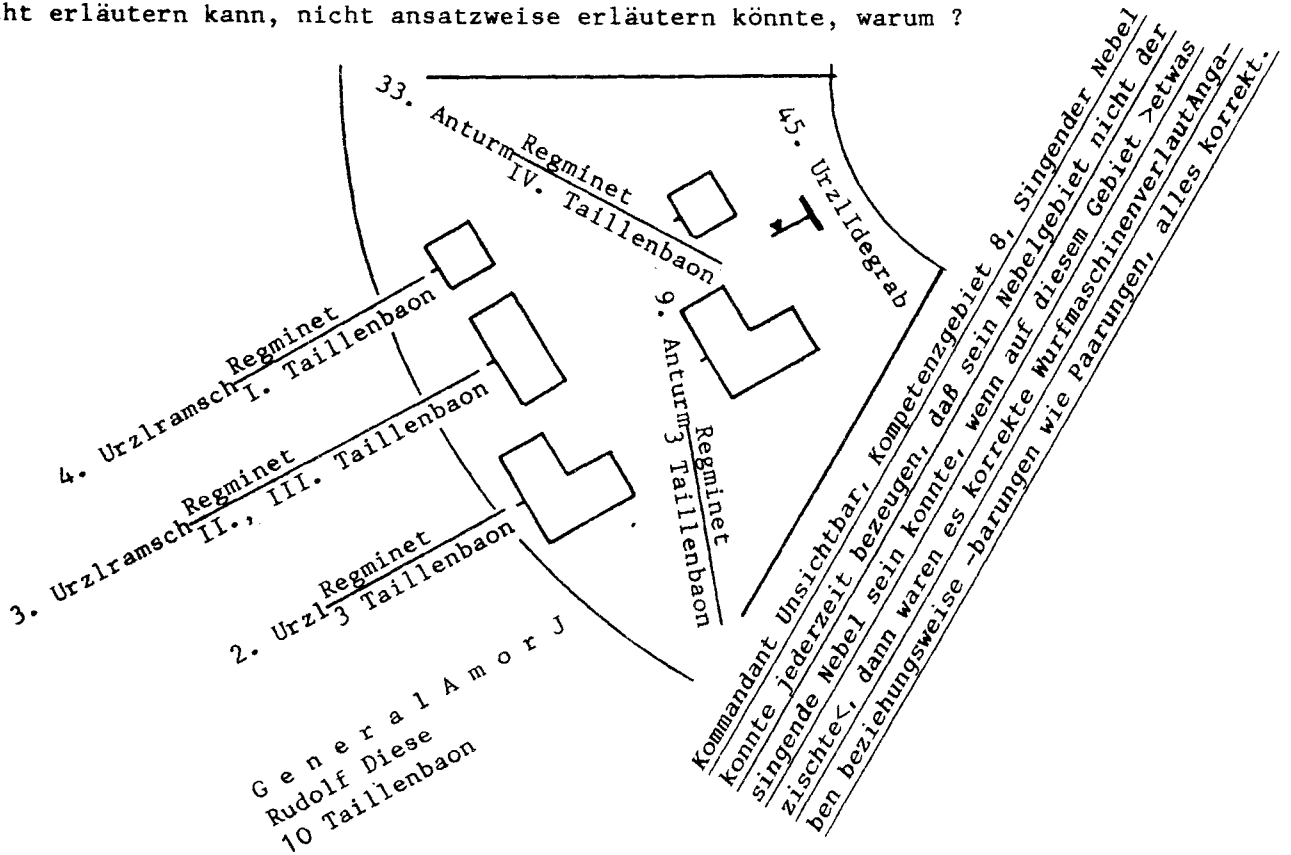 ht erläutern kann, nicht ansatzweise erläutern könnte, warum ?
33. Anturm Regminet
IV. Taillenbaon
45. UrzlIdegrab
4. Urzlramsch Regminet
I. Taillenbaon
3. Urzlramsch Regminet
II., III. Taillenbaon
2. Urzl Regminet
3 Taillenbaon
9. Anturm Regminet
3 Taillenbaon
G e n e r a l A m o r J
Rudolf Diese
10 Taillenbaon
Kommandant Unsichtbar, Kompetenzgebiet 8, Singender Nebel
konnte jederzeit bezeugen, daß sein Nebelgebiet nicht der
singende Nebel sein konnte, wenn auf diesem Gebiet >etwas
zischte<, dann waren es korrekte WurfmaschinenverlautAnga-
ben beziehungsweise -barungen wie Paarungen, alles korrekt.